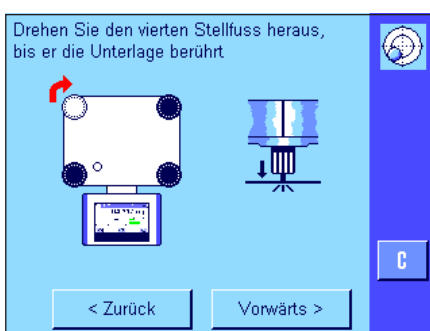 Drehen Sie den vierten Stellfuss heraus,
bis er die Unterlage berührt
C
< Zurück
Vorwärts >